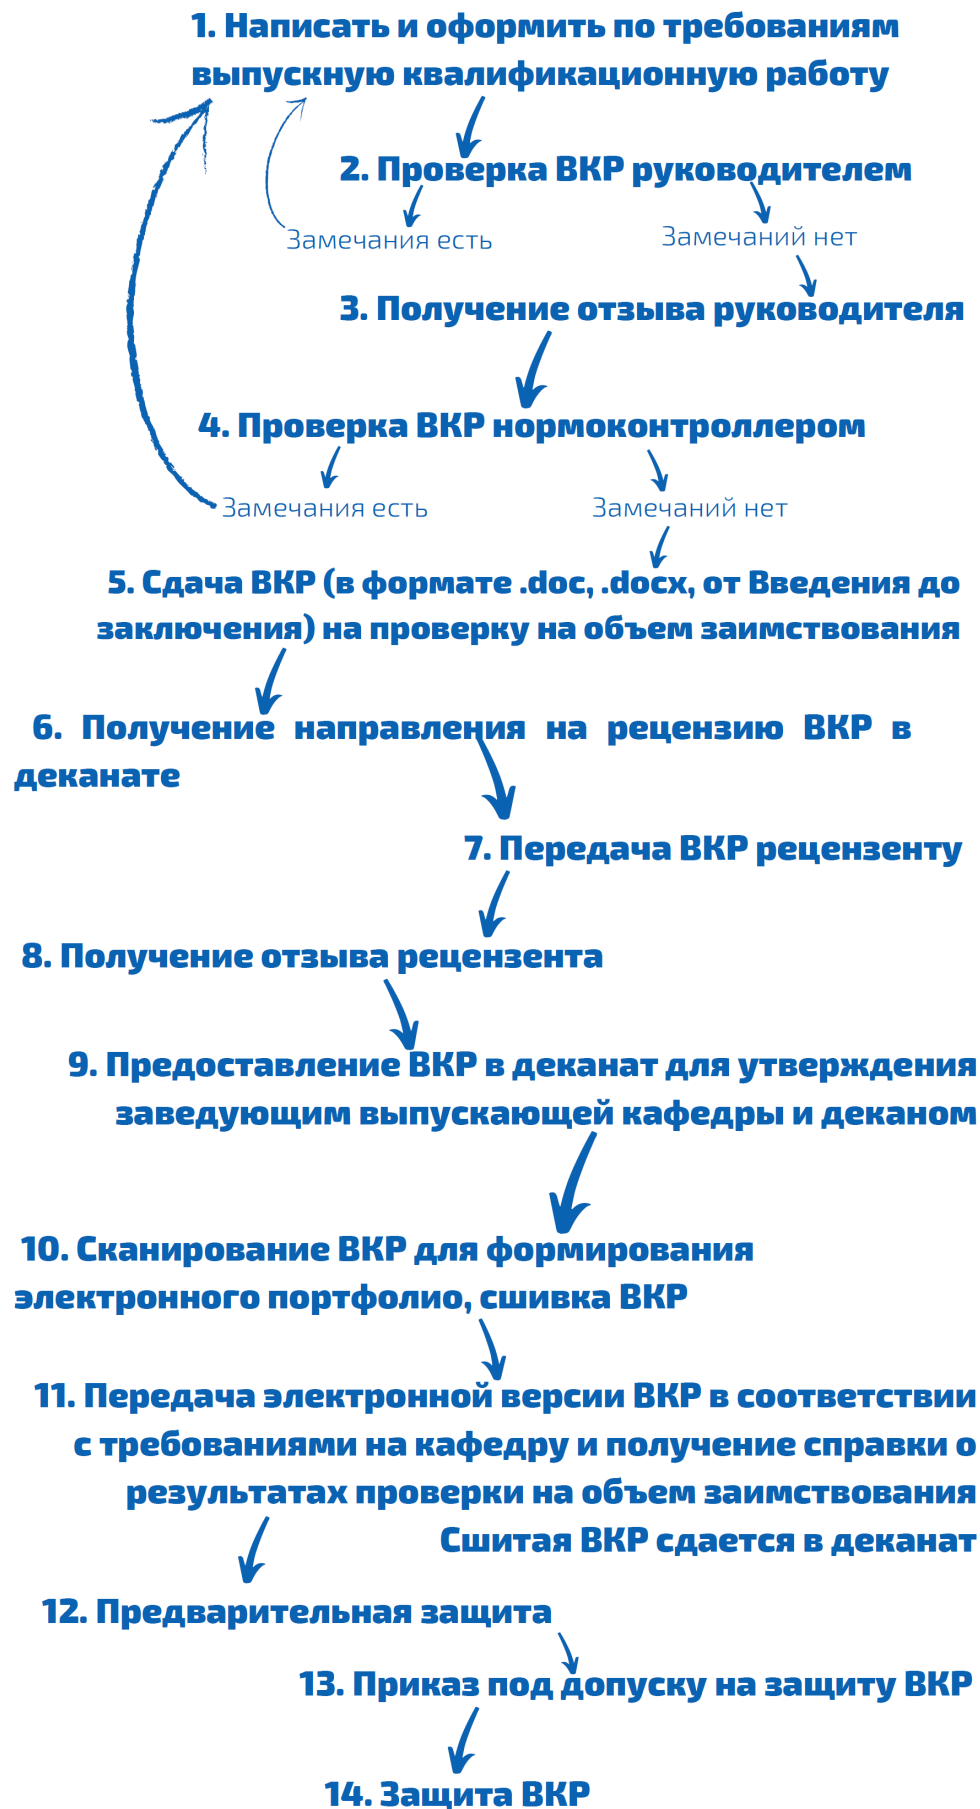 1. Написать и оформить по требованиям
выпускную квалификационную работу
2. Проверка ВКР руководителем
Замечания есть
Замечаний нет
3. Получение отзыва руководителя
4. Проверка ВКР нормоконтроллером
Замечания есть
Замечаний нет
5. Сдача ВКР (в формате .doc, .docx, от Введения до
заключения) на проверку на объем заимствования
6. Получение направления на рецензию ВКР в
деканате
7. Передача ВКР рецензенту
8. Получение отзыва рецензента
9. Предоставление ВКР в деканат для утверждения
заведующим выпускающей кафедры и деканом
10. Сканирование ВКР для формирования
электронного портфолио, сшивка ВКР
11. Передача электронной версии ВКР в соответствии
с требованиями на кафедру и получение справки о
результатах проверки на объем заимствования
Сшитая ВКР сдается в деканат
12. Предварительная защита
13. Приказ под допуску на защиту ВКР
14. Защита ВКР